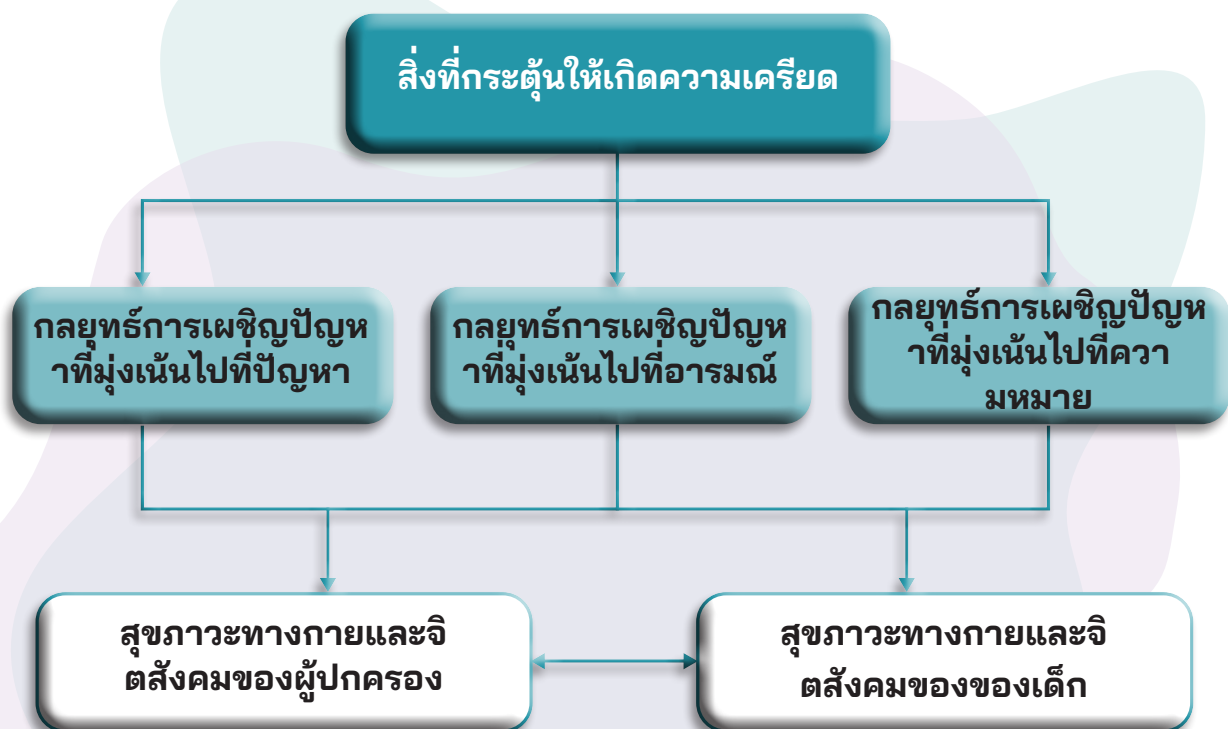 สิ่งที่กระตุ้นให้เกิดความเครียด
กลยุทธ์การเผชิญปัญห
าที่มุ่งเน้นไปที่ปัญหา
กลยุทธ์การเผชิญปัญห
าที่มุ่งเน้นไปที่อารมณ์
กลยุทธ์การเผชิญปัญห
าที่มุ่งเน้นไปที่ควา
มหมาย
สุขภาวะทางกายและจิ
ตสังคมของผู้ปกครอง
สุขภาวะทางกายและจิ
ตสังคมของของเด็ก